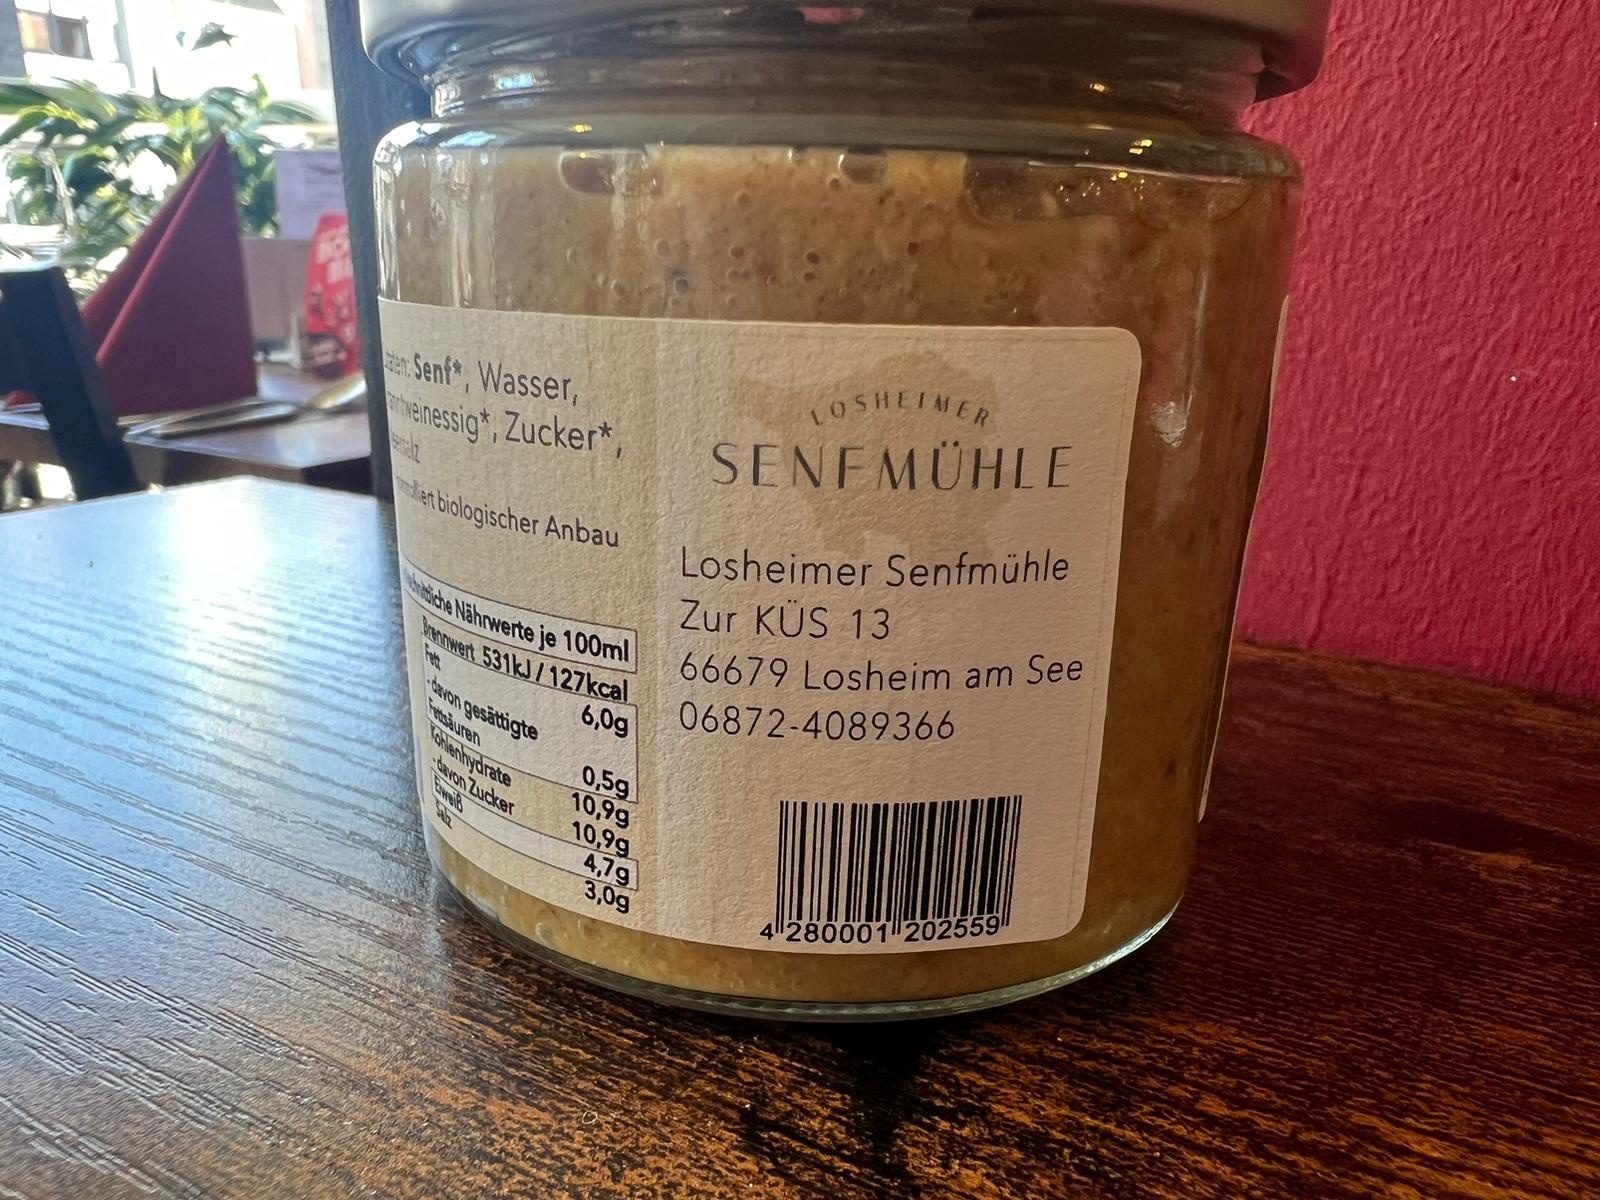 Senf*, Wasser,
Zucker*,
biologischer Anbau
Nährwerte je 100ml
Brennwert 531kJ / 127kcal
Fett 6,0g
- davon gesättigte
Fettsäuren 0,5g
Kohlenhydrate 10,9g
- davon Zucker 10,9g
Eiweiß 4,7g
Salz 3,0g
LOSHEIMER
SENFMÜHLE
Losheimer Senfmühle
Zur KÜS 13
66679 Losheim am See
06872-4089366
4 280001 202559